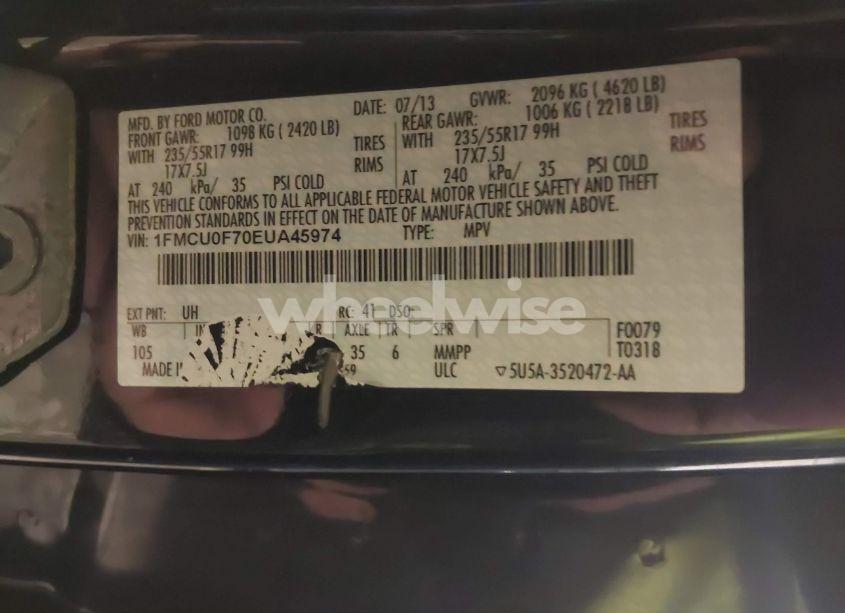 MFD. BY FORD MOTOR CO.
DATE: 07/13
GVWR: 2096 KG ( 4620 LB)
FRONT GAWR: 1098 KG ( 2420 LB)
REAR GAWR: 1006 KG ( 2218 LB)
WITH 235/55R17 99H TIRES
WITH 235/55R17 99H TIRES
17X7.5J RIMS
17X7.5J RIMS
AT 240 kPa/ 35 PSI COLD
AT 240 kPa/ 35 PSI COLD
THIS VEHICLE CONFORMS TO ALL APPLICABLE FEDERAL MOTOR VEHICLE SAFETY AND THEFT
PREVENTION STANDARDS IN EFFECT ON THE DATE OF MANUFACTURE SHOWN ABOVE.
VIN: 1FMCU0F70EUA45974 TYPE: MPV
wheelwise
EXT PNT: UH RC: 41 DSO:
WB AXLE TR SPR F0079
105 35 6 MMPP T0318
MADE ULC ▽5U5A-3520472-AA